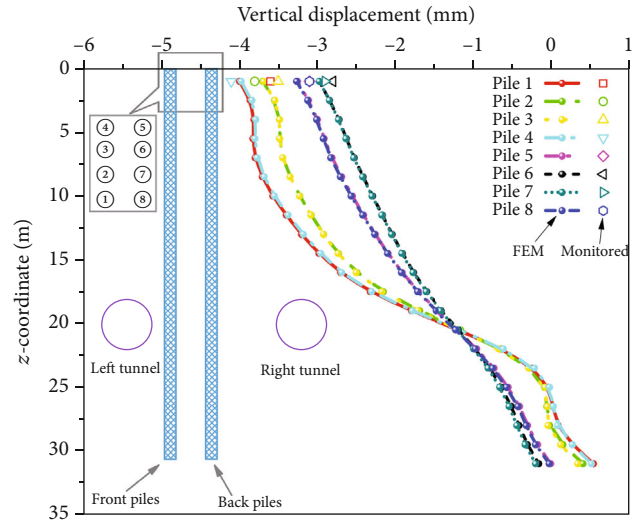 Vertical displacement (mm)
−6 −5 −4 −3 −2 −1 0 1
0
5
10
15
20
25
30
35
z-coordinate (m)
4 5
3 6
2 7
1 8
Pile 1
Pile 2
Pile 3
Pile 4
Pile 5
Pile 6
Pile 7
Pile 8
FEM Monitored
Left tunnel
Right tunnel
Front piles
Back piles